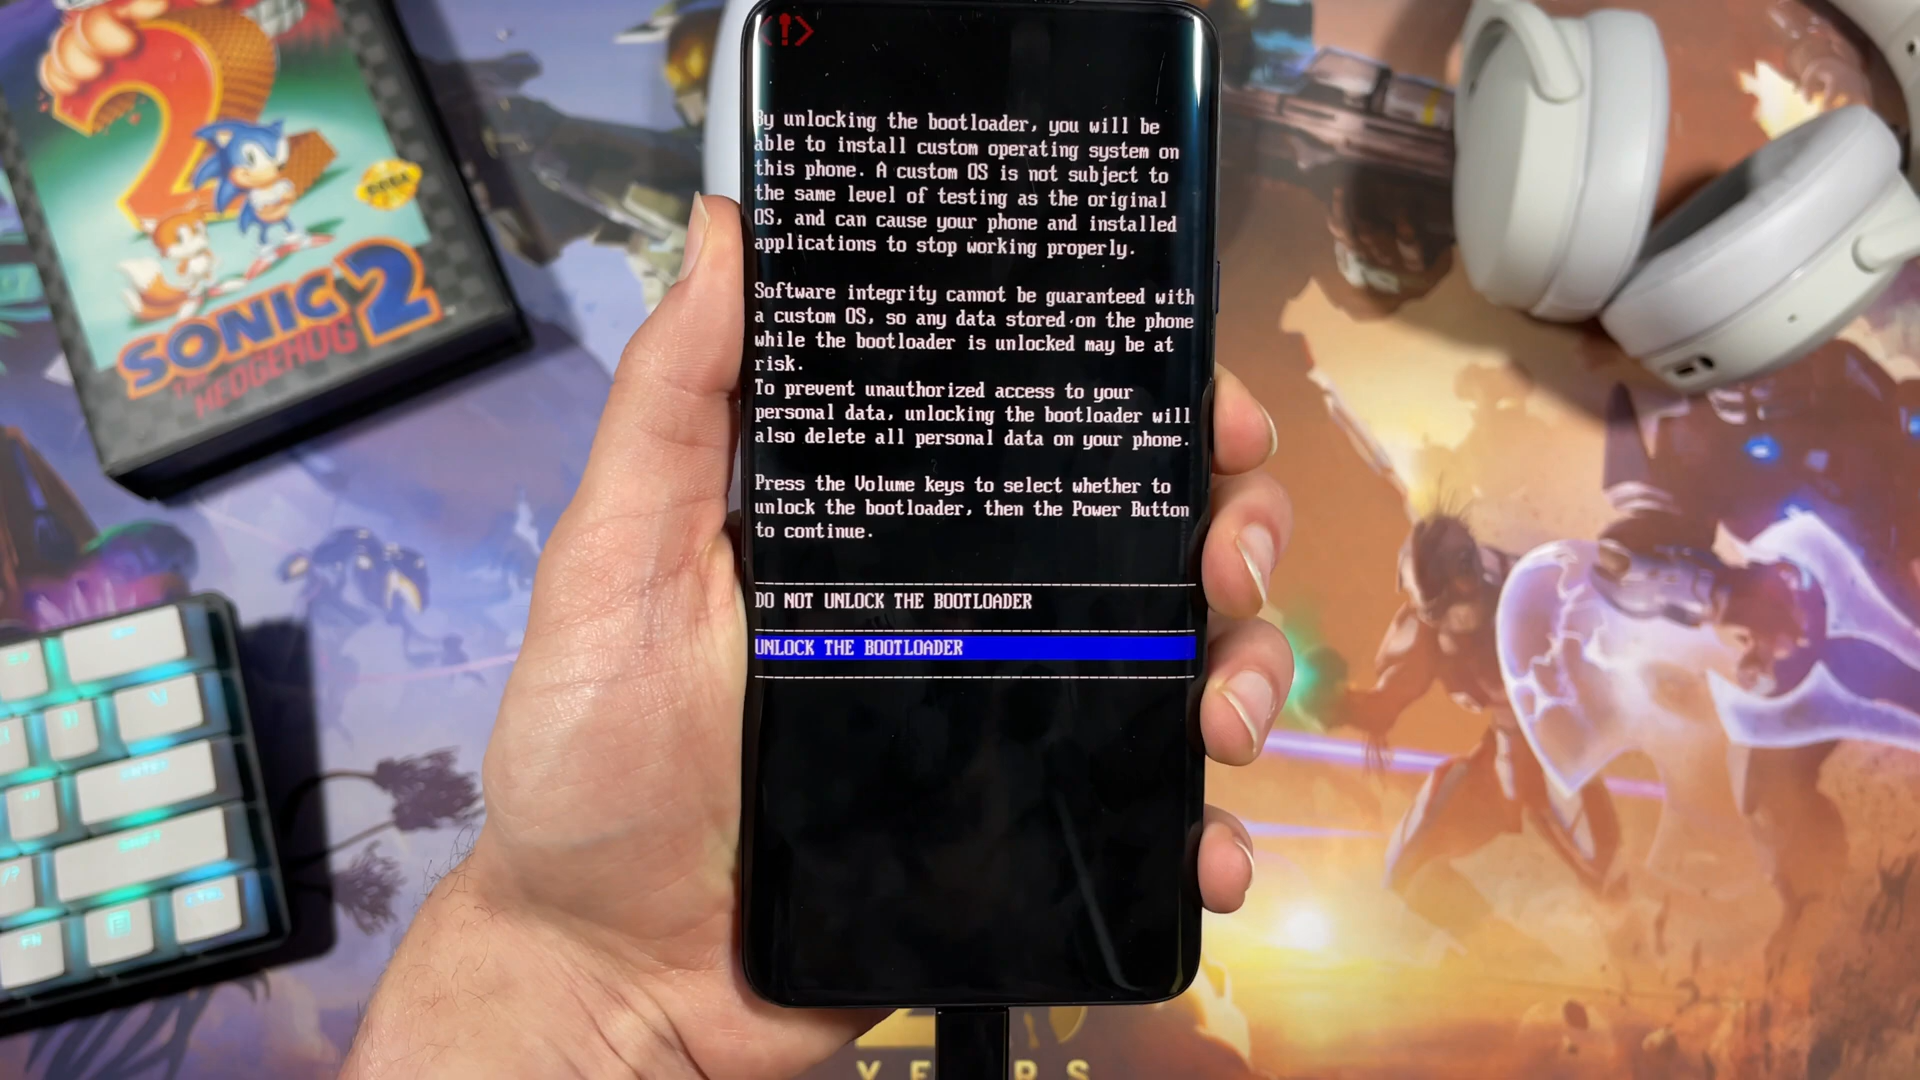 By unlocking the bootloader, you will be
able to install custom operating system on
this phone. A custom OS is not subject to
the same level of testing as the original
OS, and can cause your phone and installed
applications to stop working properly.
Software integrity cannot be guaranteed with
a custom OS, so any data stored on the phone
while the bootloader is unlocked may be at
risk.
To prevent unauthorized access to your
personal data, unlocking the bootloader will
also delete all personal data on your phone.
Press the Volume Keys to select whether to
unlock the bootloader, then the Power Button
to continue.
DO NOT UNLOCK THE BOOTLOADER
UNLOCK THE BOOTLOADER
2
SEGA
SONIC 2
THE
HEDGEHOG
ENTER
SHIFT
CTRL
FN